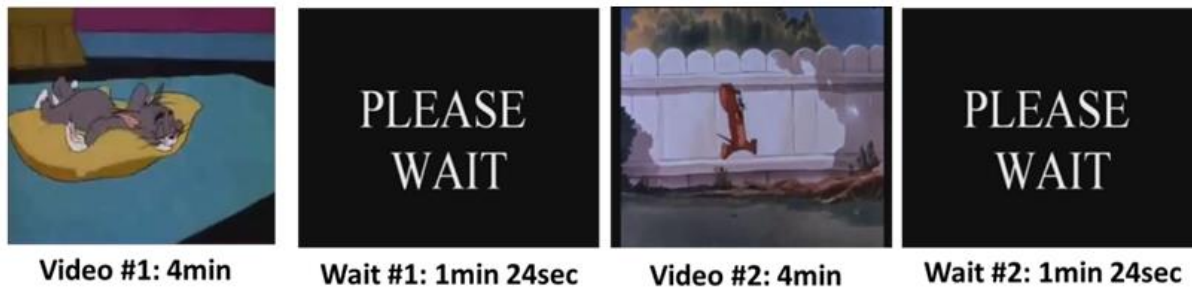 PLEASE
WAIT
PLEASE
WAIT
Video #1: 4min
Wait #1: 1min 24sec
Video #2: 4min
Wait #2: 1min 24sec